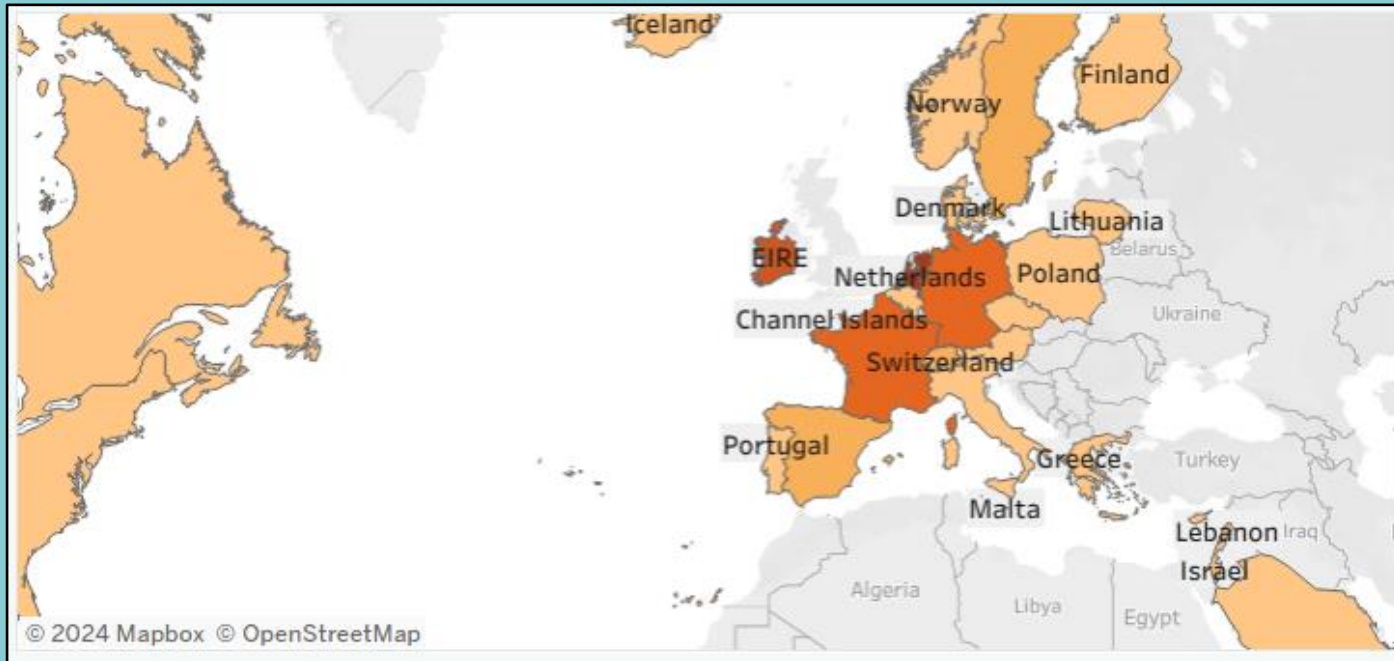 Iceland
Finland
Norway
Denmark
Lithuania
Belarus
EIRE
Netherlands
Poland
Ukraine
Channel Islands
Switzerland
Portugal
Greece
Turkey
Malta
Lebanon
Iraq
Israel
Algeria
Libya
Egypt
© 2024 Mapbox © OpenStreetMap